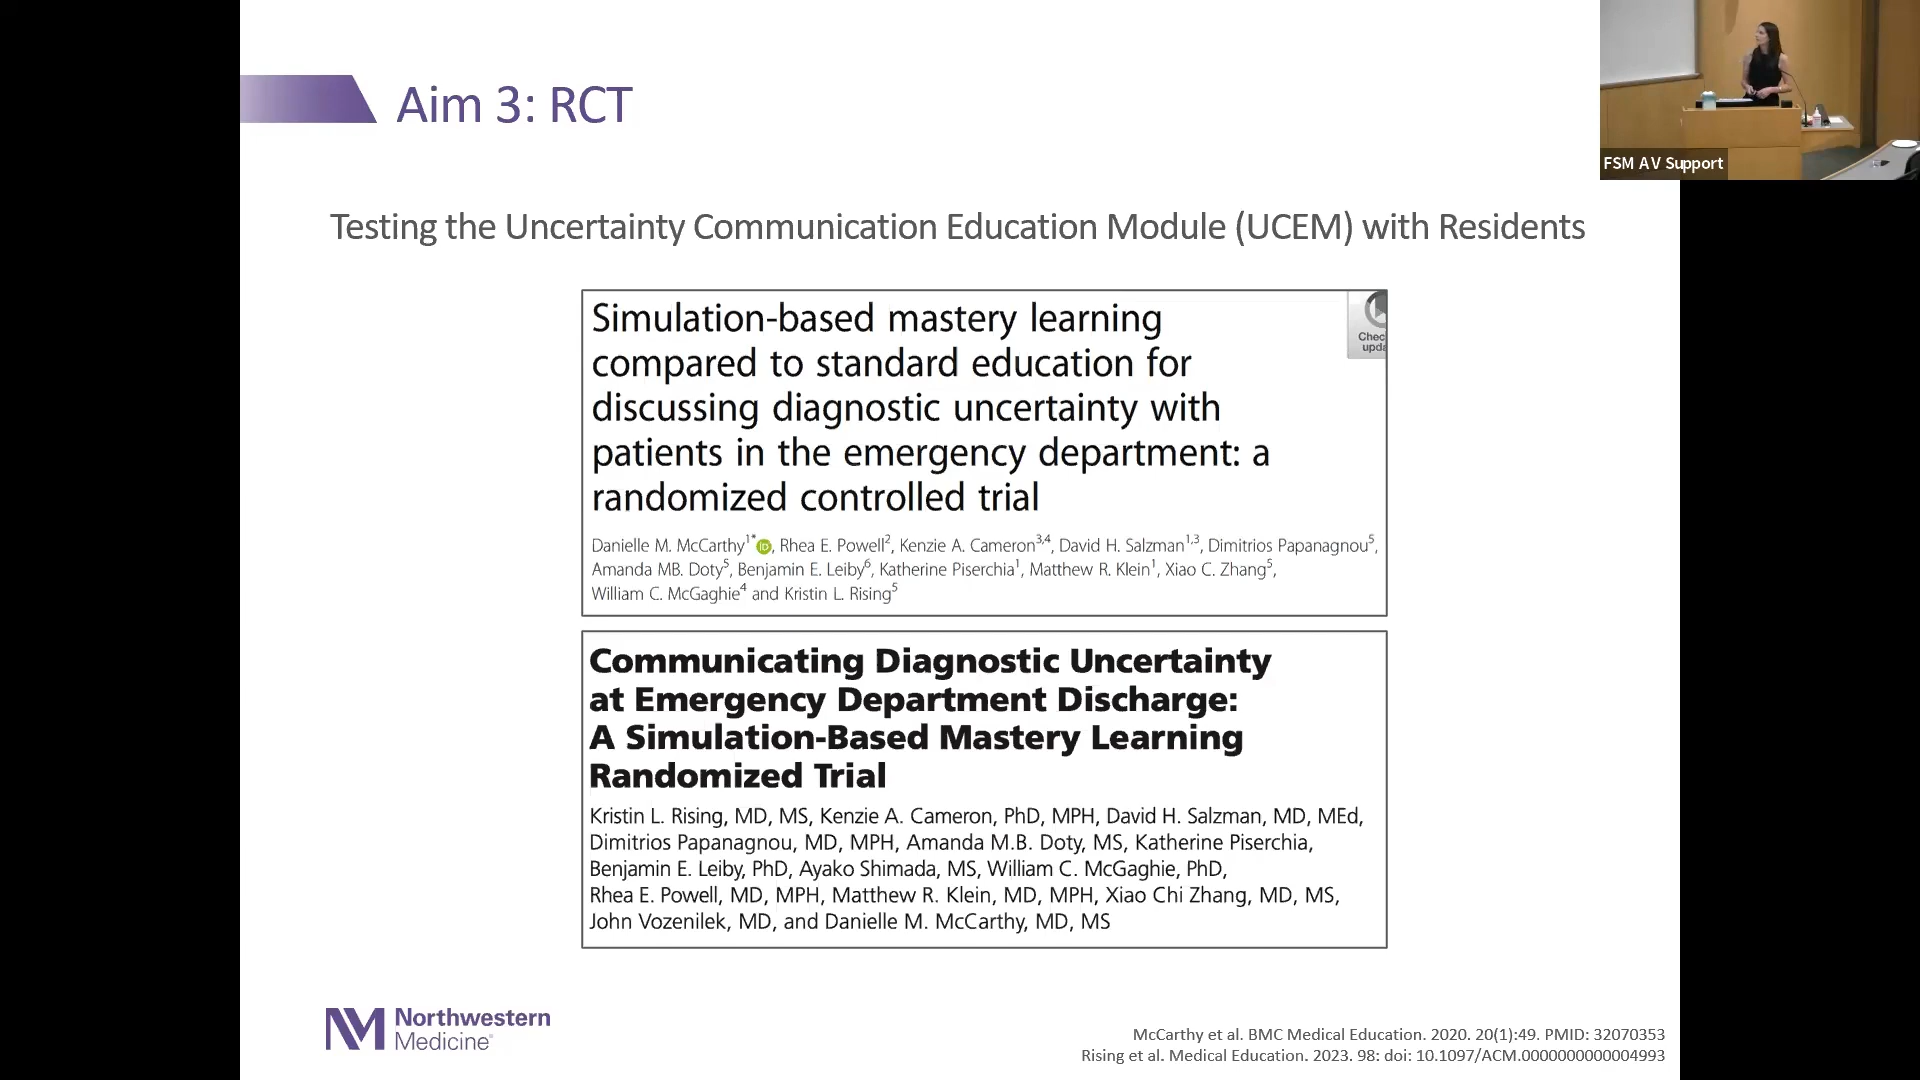 Aim 3: RCT
FSM AV Support
Testing the Uncertainty Communication Education Module (UCEM) with Residents
Simulation-based mastery learning
compared to standard education for
discussing diagnostic uncertainty with
patients in the emergency department: a
randomized controlled trial
Chec
upda
Danielle M. McCarthy1* iD, Rhea E. Powell2, Kenzie A. Cameron3,4, David H. Salzman1,3, Dimitrios Papanagnou5,
Amanda MB. Doty5, Benjamin E. Leiby6, Katherine Piserchia1, Matthew R. Klein1, Xiao C. Zhang5,
William C. McGaghie4 and Kristin L. Rising5
Communicating Diagnostic Uncertainty
at Emergency Department Discharge:
A Simulation-Based Mastery Learning
Randomized Trial
Kristin L. Rising, MD, MS, Kenzie A. Cameron, PhD, MPH, David H. Salzman, MD, MEd,
Dimitrios Papanagnou, MD, MPH, Amanda M.B. Doty, MS, Katherine Piserchia,
Benjamin E. Leiby, PhD, Ayako Shimada, MS, William C. McGaghie, PhD,
Rhea E. Powell, MD, MPH, Matthew R. Klein, MD, MPH, Xiao Chi Zhang, MD, MS,
John Vozenilek, MD, and Danielle M. McCarthy, MD, MS
NM Northwestern
Medicine®
McCarthy et al. BMC Medical Education. 2020. 20(1):49. PMID: 32070353
Rising et al. Medical Education. 2023. 98: doi: 10.1097/ACM.0000000000004993